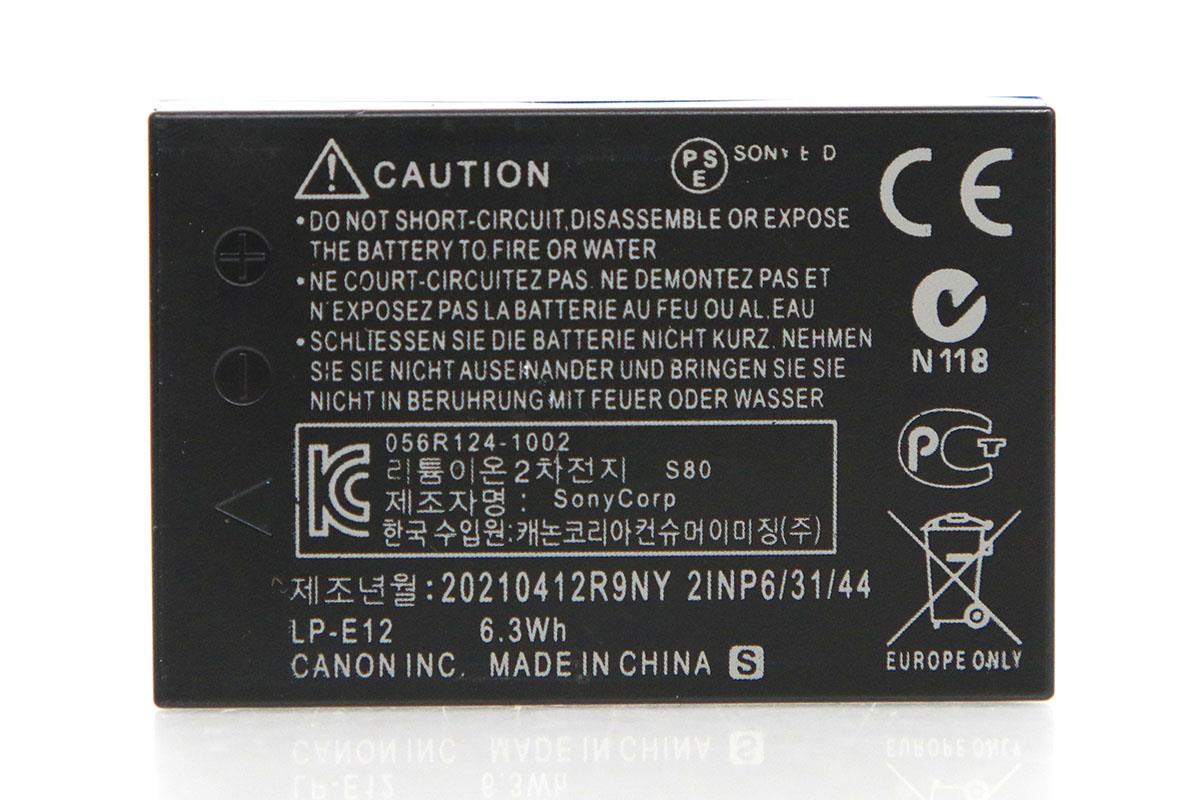 CAUTION
PSE SONY E D
CE
•DO NOT SHORT-CIRCUIT,DISASSEMBLE OR EXPOSE
THE BATTERY TO FIRE OR WATER
•NE COURT-CIRCUITEZ PAS. NE DEMONTEZ PAS ET
N'EXPOSEZ PAS LA BATTERIE AU FEU OU AL,EAU
•SCHLIESSEN SIE DIE BATTERIE NICHT KURZ. NEHMEN
SIE SIE NICHT AUSEINANDER UND BRINGEN SIE SIE
NICHT IN BERUHRUNG MIT FEUER ODER WASSER
N118
056R124-1002
리튬이온2차전지 S80
제조자명: SonyCorp
한국수입원:캐논코리아컨슈머이미징(주)
PCT
제조년월:20210412R9NY 2INP6/31/44
LP-E12 6.3Wh
CANON INC. MADE IN CHINA S
EUROPE ONLY